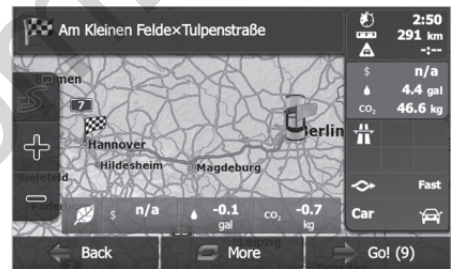 Am Kleinen Felde×Tulpenstraße
2:50
291 km
-:--
$ n/a
4.4 gal
CO₂ 46.6 kg
7
Hannover
Berlin
Hildesheim
Magdeburg
Fast
$ n/a
-0.1 gal
CO₂ -0.7 kg
Car
Leipzig
Back
More
Go! (9)